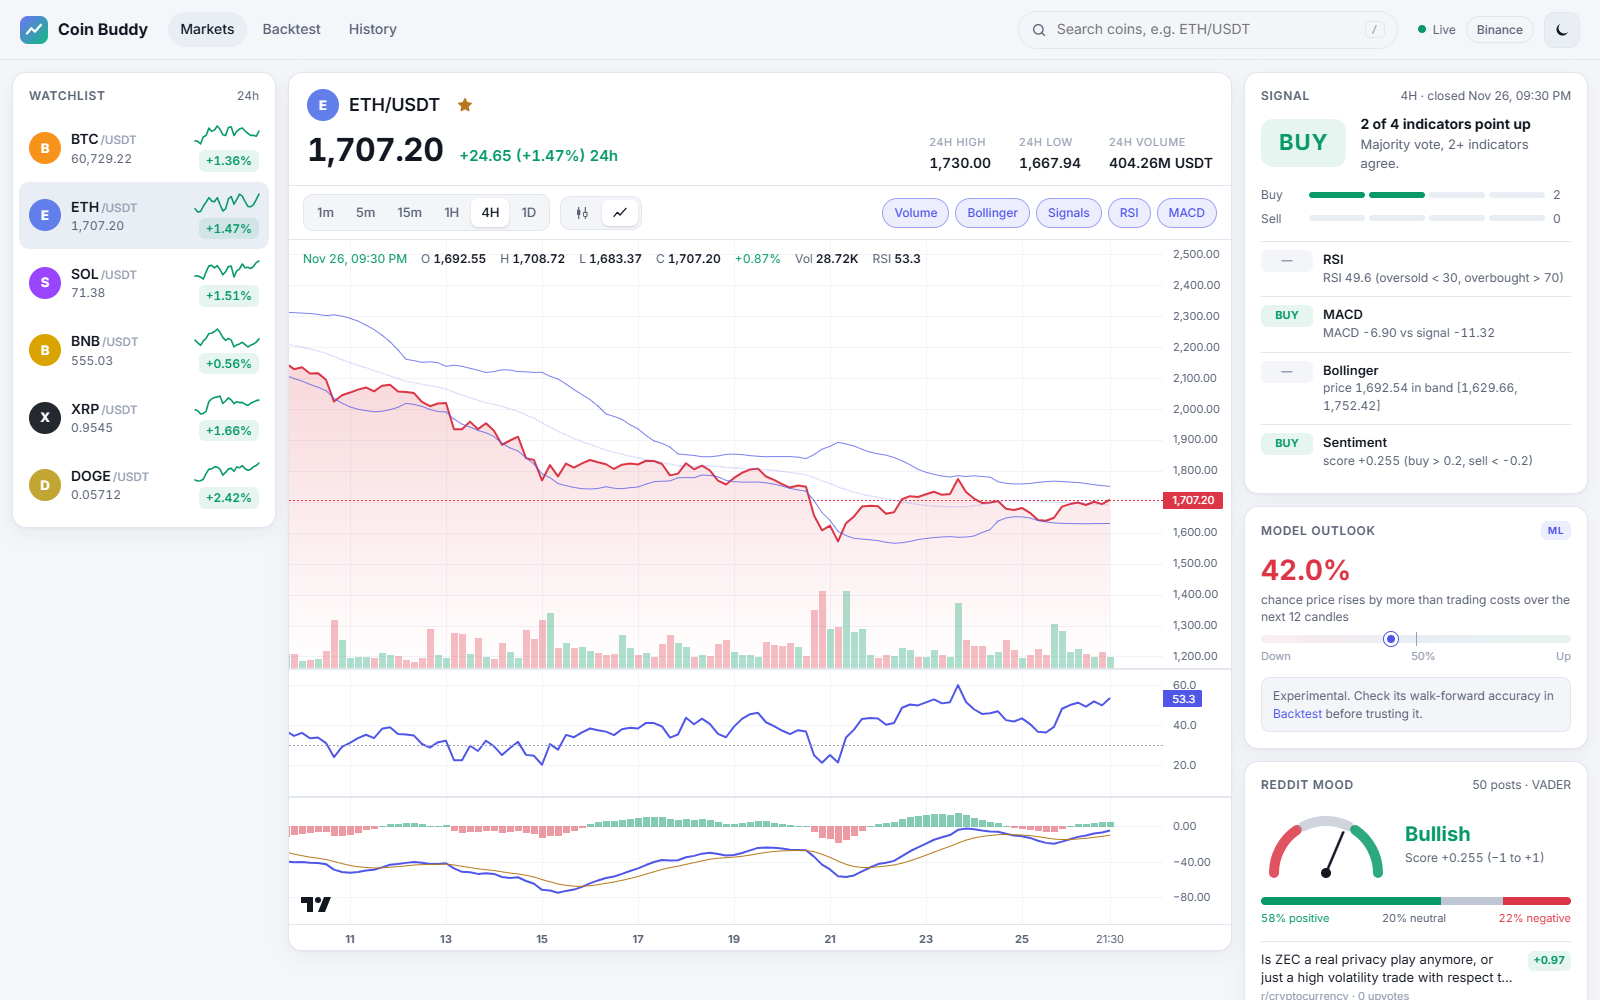 Coin Buddy
Markets
Backtest
History
Search coins, e.g. ETH/USDT
/
Live
Binance
WATCHLIST
24h
B
BTC /USDT
60,729.22
+1.36%
E
ETH /USDT
1,707.20
+1.47%
S
SOL /USDT
71.38
+1.51%
B
BNB /USDT
555.03
+0.56%
X
XRP /USDT
0.9545
+1.66%
D
DOGE /USDT
0.05712
+2.42%
E
ETH/USDT
1,707.20
+24.65 (+1.47%) 24h
24H HIGH
1,730.00
24H LOW
1,667.94
24H VOLUME
404.26M USDT
1m 5m 15m 1H 4H 1D
Volume
Bollinger
Signals
RSI
MACD
Nov 26, 09:30 PM O 1,692.55 H 1,708.72 L 1,683.37 C 1,707.20 +0.87% Vol 28.72K RSI 53.3
2,500.00
2,400.00
2,300.00
2,200.00
2,100.00
2,000.00
1,900.00
1,800.00
1,707.20
1,600.00
1,500.00
1,400.00
1,300.00
1,200.00
60.0
53.3
40.0
20.0
0.00
−40.00
−80.00
11 13 15 17 19 21 23 25 21:30
SIGNAL
4H · closed Nov 26, 09:30 PM
BUY
2 of 4 indicators point up
Majority vote, 2+ indicators
agree.
Buy
2
Sell
0
—
RSI
RSI 49.6 (oversold < 30, overbought > 70)
BUY
MACD
MACD -6.90 vs signal -11.32
—
Bollinger
price 1,692.54 in band [1,629.66,
1,752.42]
BUY
Sentiment
score +0.255 (buy > 0.2, sell < -0.2)
MODEL OUTLOOK
ML
42.0%
chance price rises by more than trading costs over the
next 12 candles
Down
50%
Up
Experimental. Check its walk-forward accuracy in
Backtest before trusting it.
REDDIT MOOD
50 posts · VADER
Bullish
Score +0.255 (−1 to +1)
58% positive
20% neutral
22% negative
Is ZEC a real privacy play anymore, or
just a high volatility trade with respect t...
+0.97
r/cryptocurrency · 0 upvotes